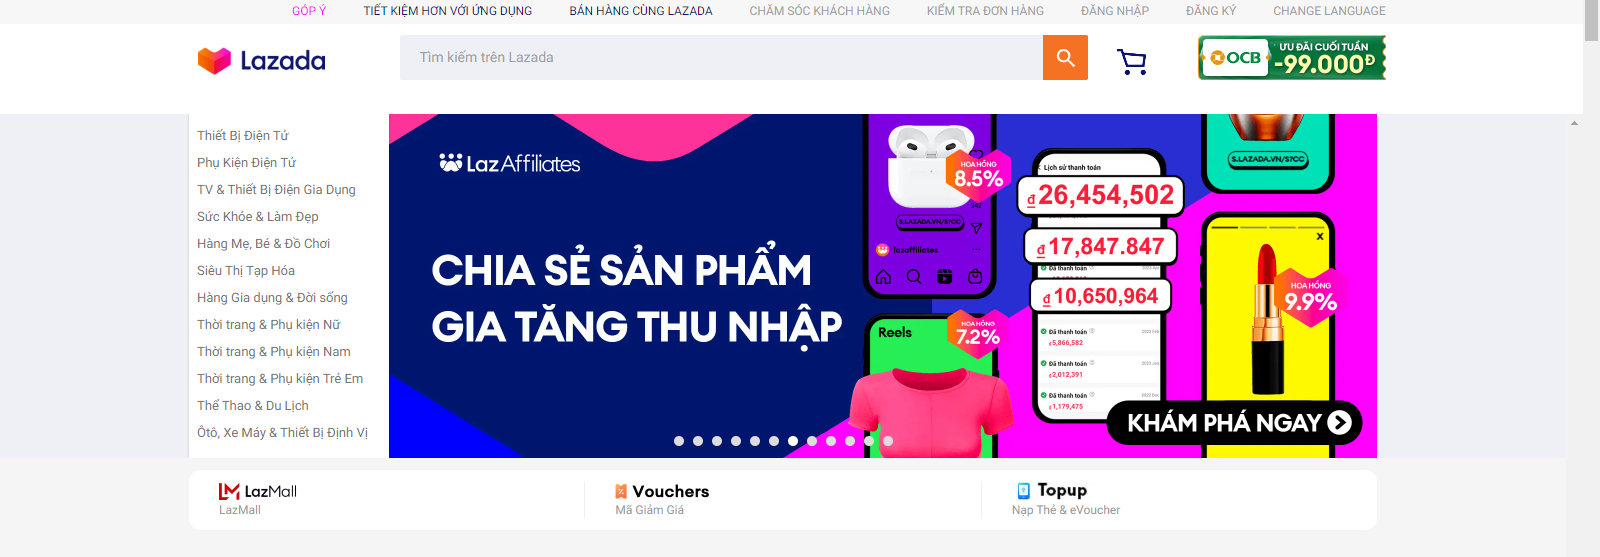 GÓP Ý
TIẾT KIỆM HƠN VỚI ỨNG DỤNG
BÁN HÀNG CÙNG LAZADA
CHĂM SÓC KHÁCH HÀNG
KIỂM TRA ĐƠN HÀNG
ĐĂNG NHẬP
ĐĂNG KÝ
CHANGE LANGUAGE
Lazada
Tìm kiếm trên Lazada
OCB
ƯU ĐÃI CUỐI TUẦN
-99.000Đ
Thiết Bị Điện Tử
Phụ Kiện Điện Tử
TV & Thiết Bị Điện Gia Dụng
Sức Khỏe & Làm Đẹp
Hàng Mẹ, Bé & Đồ Chơi
Siêu Thị Tạp Hóa
Hàng Gia dụng & Đời sống
Thời trang & Phụ kiện Nữ
Thời trang & Phụ kiện Nam
Thời trang & Phụ kiện Trẻ Em
Thể Thao & Du Lịch
Ôtô, Xe Máy & Thiết Bị Định Vị
LazAffiliates
CHIA SẺ SẢN PHẨM
GIA TĂNG THU NHẬP
HOA HỒNG
8.5%
S.LAZADA.VN/S7CC
lazaffiliates
Reels
HOA HỒNG
7.2%
Lịch sử thanh toán
đ26,454,502
đ17,847.847
đ10,650,964
Đã thanh toán
₫5,866,582
Đã thanh toán
₫2,012,391
Đã thanh toán
₫1,179,475
S.LAZADA.VN/S7CC
X
HOA HỒNG
9.9%
KHÁM PHÁ NGAY
LazMall
LazMall
Vouchers
Mã Giảm Giá
Topup
Nạp Thẻ & eVoucher